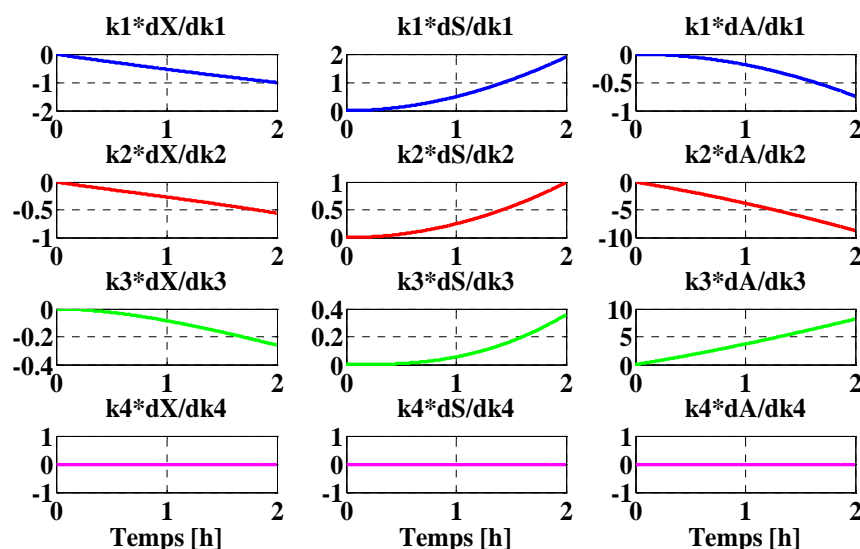 k1*dX/dk1 k1*dS/dk1 k1*dA/dk1
0 2 0
-1 1 -0.5
-2 0 -1
0 1 2 0 1 2 0 1 2
k2*dX/dk2 k2*dS/dk2 k2*dA/dk2
0 1 0
-0.5 0.5 -5
-1 0 -10
0 1 2 0 1 2 0 1 2
k3*dX/dk3 k3*dS/dk3 k3*dA/dk3
0 0.4 10
-0.2 0.2 5
-0.4 0 0
0 1 2 0 1 2 0 1 2
k4*dX/dk4 k4*dS/dk4 k4*dA/dk4
1 1 1
0 0 0
-1 -1 -1
0 1 2 0 1 2 0 1 2
Temps [h] Temps [h] Temps [h]